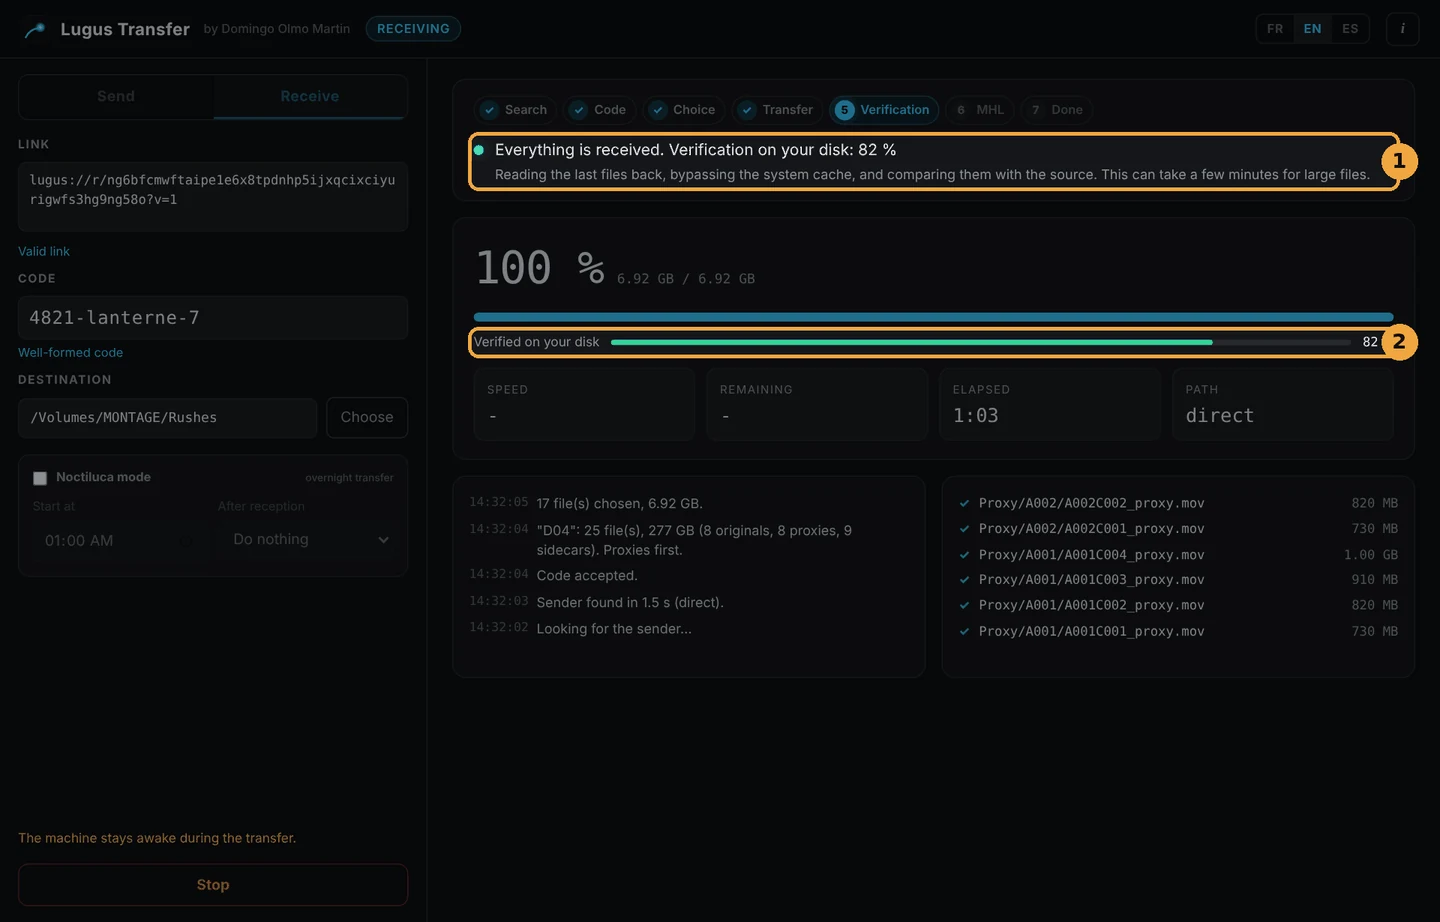 Lugus Transfer by Domingo Olmo Martin RECEIVING FR EN ES i
Send Receive
LINK
lugus://r/ng6bfcmwftaipe1e6x8tpdnhp5ijxqcixciyu
rigwfs3hg9ng58o?v=1
Valid link
CODE
4821-lanterne-7
Well-formed code
DESTINATION
/Volumes/MONTAGE/Rushes Choose
Noctiluca mode overnight transfer
Start at After reception
01:00 AM Do nothing
The machine stays awake during the transfer.
Stop
Search Code Choice Transfer 5 Verification 6 MHL 7 Done
Everything is received. Verification on your disk: 82 %
Reading the last files back, bypassing the system cache, and comparing them with the source. This can take a few minutes for large files.
1
100 % 6.92 GB / 6.92 GB
Verified on your disk 82
2
SPEED REMAINING ELAPSED PATH
- - 1:03 direct
14:32:05 17 file(s) chosen, 6.92 GB.
14:32:04 "D04": 25 file(s), 277 GB (8 originals, 8 proxies, 9
sidecars). Proxies first.
14:32:04 Code accepted.
14:32:03 Sender found in 1.5 s (direct).
14:32:02 Looking for the sender...
Proxy/A002/A002C002_proxy.mov 820 MB
Proxy/A002/A002C001_proxy.mov 730 MB
Proxy/A001/A001C004_proxy.mov 1.00 GB
Proxy/A001/A001C003_proxy.mov 910 MB
Proxy/A001/A001C002_proxy.mov 820 MB
Proxy/A001/A001C001_proxy.mov 730 MB